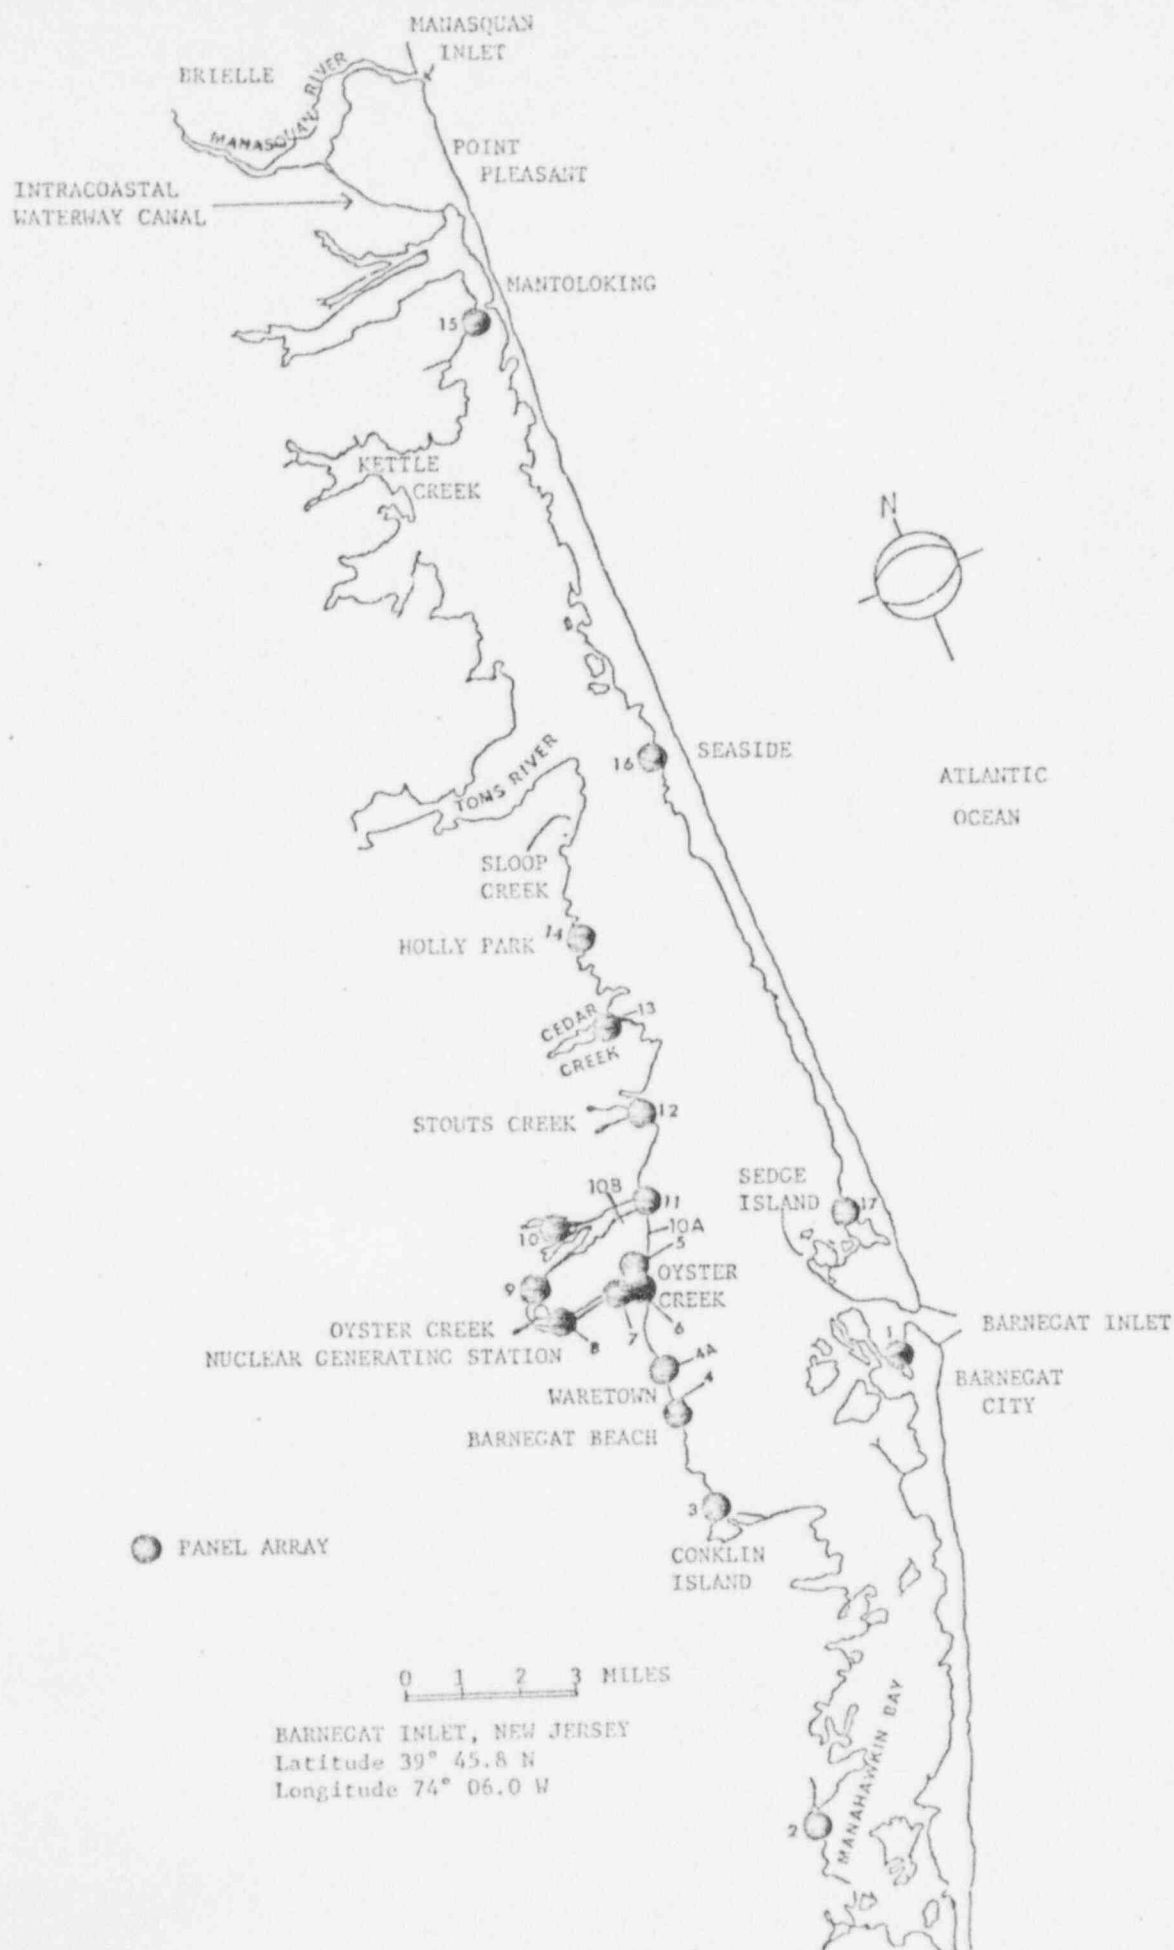 MANASQUAN
INLET
BRIELLE
MANASQUAN RIVER
POINT
PLEASANT
INTRACOASTAL
WATERWAY CANAL
MANTOLOKING
15
KETTLE
CREEK
N
16
SEASIDE
ATLANTIC
OCEAN
TOMS RIVER
SLOOP
CREEK
14
HOLLY PARK
CEDAR
CREEK
13
STOUTS CREEK
12
SEDGE
ISLAND
17
10B
11
10
10A
5
9
OYSTER
CREEK
6
7
8
OYSTER CREEK
NUCLEAR GENERATING STATION
BARNEGAT INLET
1
4A
4
BARNEGAT
CITY
WARETOWN
BARNEGAT BEACH
3
CONKLIN
ISLAND
PANEL ARRAY
0 1 2 3 MILES
BARNEGAT INLET, NEW JERSEY
Latitude 39° 45.8 N
Longitude 74° 06.0 W
MANAHAWKIN BAY
2